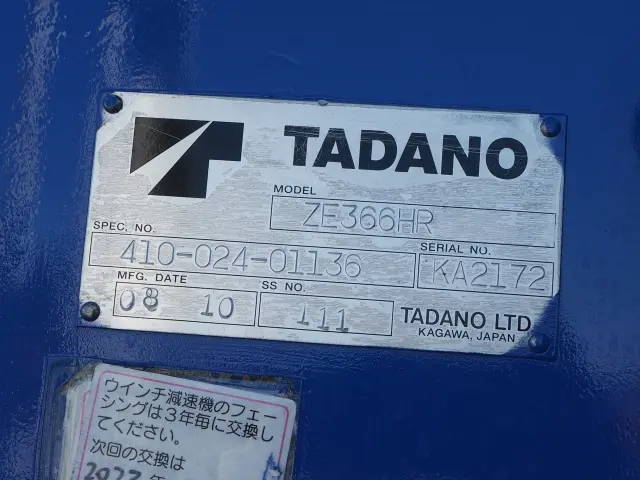 TADANO
MODEL
ZE366HR
SPEC. NO.
410-024-01136
SERIAL NO.
KA2172
MFG. DATE
08 10
SS NO.
111
TADANO LTD
KAGAWA, JAPAN
ウインチ減速機のフェー
シングは3年毎に交換し
てください。
次回の交換は
年